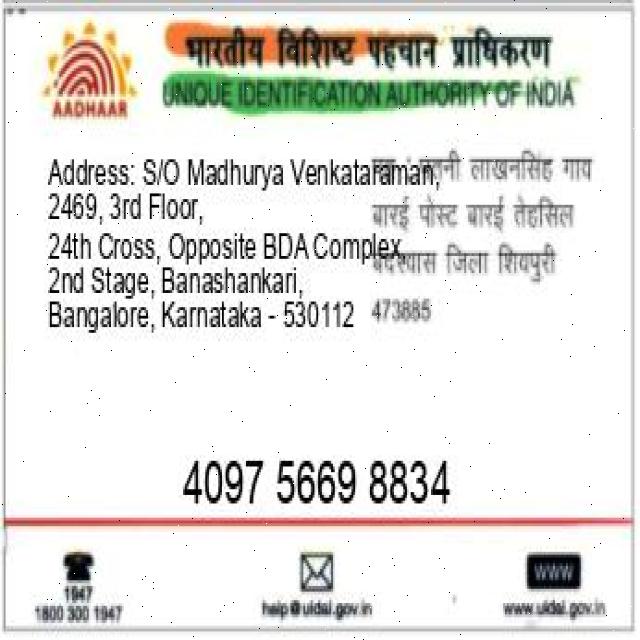 भारतीय विशिष्ट पहचान प्राधिकरण
UNIQUE IDENTIFICATION AUTHORITY OF INDIA
AADHAAR
Address: S/O Madhurya Venkataraman,
2469, 3rd Floor,
24th Cross, Opposite BDA Complex,
2nd Stage, Banashankari,
Bangalore, Karnataka - 530112
लाखनसिंह गाव
बारई पोस्ट बारई तेहसिल
जिला शिवपुरी
473885
4097 5669 8834
1947
1800 300 1947
help@uidai.gov.in
WWW
www.uidai.gov.in